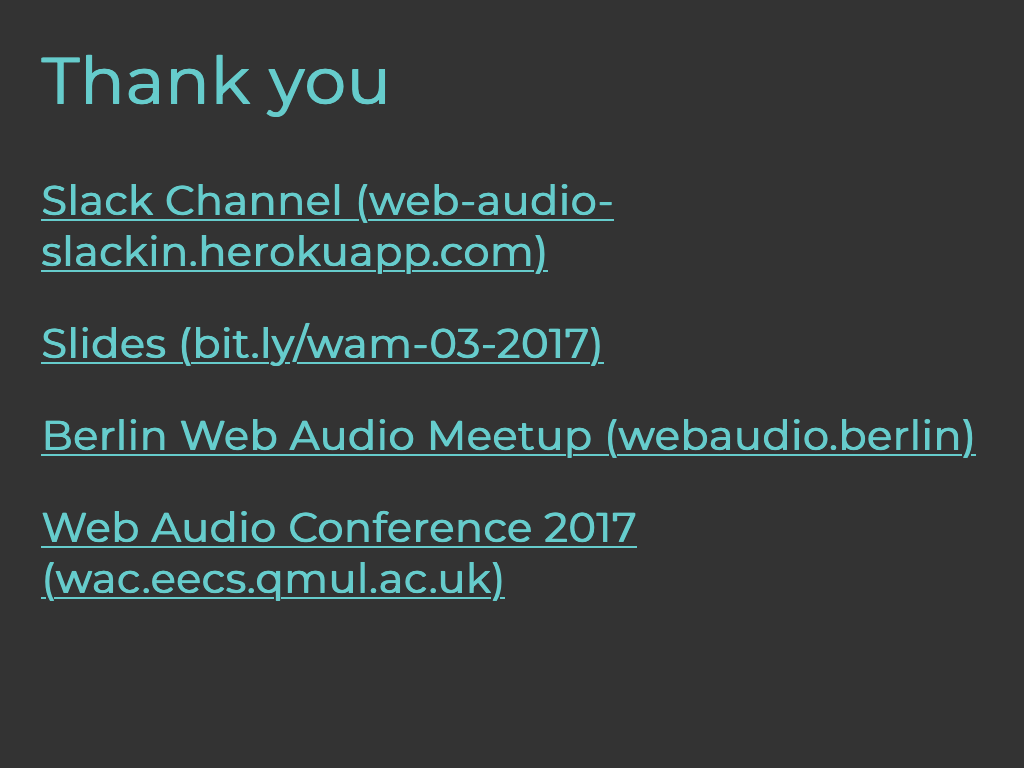 Thank you
Slack Channel (web-audio-
slackin.herokuapp.com)
Slides (bit.ly/wam-03-2017)
Berlin Web Audio Meetup (webaudio.berlin)
Web Audio Conference 2017
(wac.eecs.qmul.ac.uk)